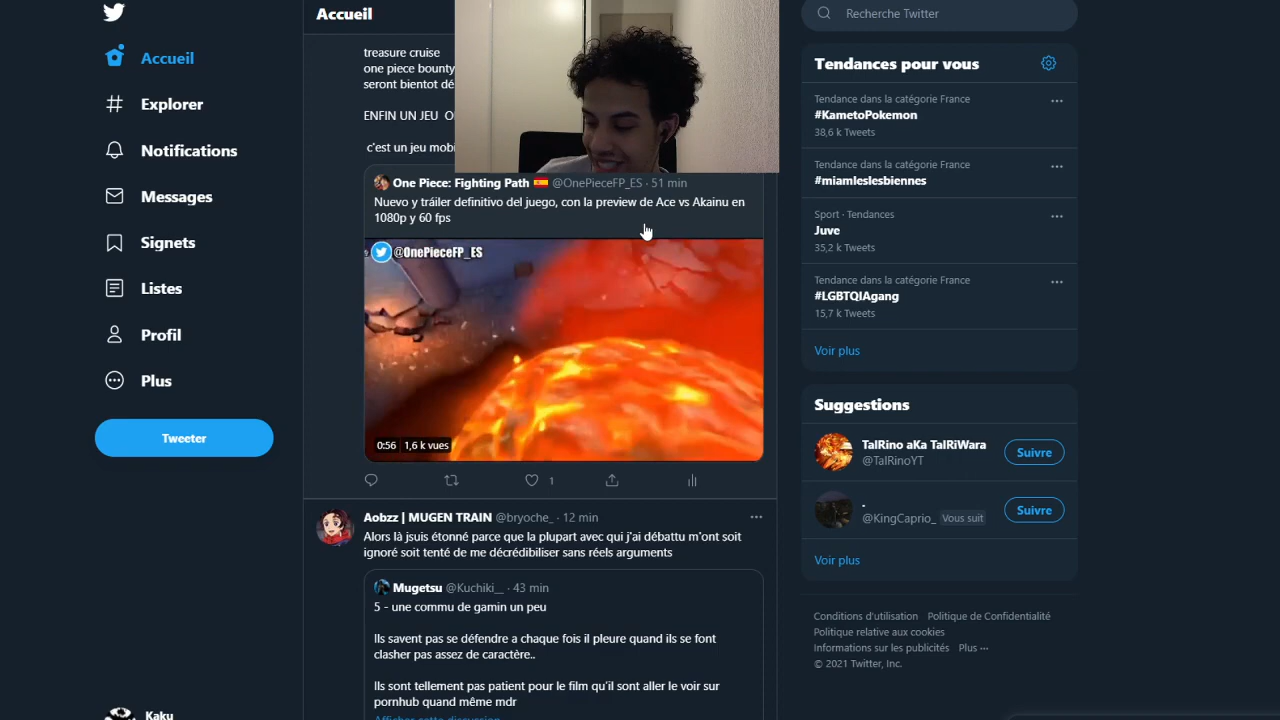 Accueil
Explorer
Notifications
Messages
Signets
Listes
Profil
Plus
Tweeter
Kaku
Accueil
treasure cruise
one piece bounty
seront bientot dé
ENFIN UN JEU O
c'est un jeu mobi
One Piece: Fighting Path 🇪🇸 @OnePieceFP_ES · 51 min
Nuevo y tráiler definitivo del juego, con la preview de Ace vs Akainu en
1080p y 60 fps
@OnePieceFP_ES
0:56 1,6 k vues
1
Aobzz | MUGEN TRAIN @bryoche_ · 12 min
Alors là jsuis étonné parce que la plupart avec qui j'ai débattu m'ont soit
ignoré soit tenté de me décrédibiliser sans réels arguments
Mugetsu @Kuchiki__ · 43 min
5 - une commu de gamin un peu
Ils savent pas se défendre a chaque fois il pleure quand ils se font
clasher pas assez de caractère..
Ils sont tellement pas patient pour le film qu'il sont aller le voir sur
pornhub quand même mdr
Afficher cette discussion
Recherche Twitter
Tendances pour vous
Tendance dans la catégorie France
#KametoPokemon
38,6 k Tweets
Tendance dans la catégorie France
#miamleslesbiennes
Sport · Tendances
Juve
35,2 k Tweets
Tendance dans la catégorie France
#LGBTQIAgang
15,7 k Tweets
Voir plus
Suggestions
TalRino aKa TalRiWara
@TalRinoYT
Suivre
.
@KingCaprio_ Vous suit
Suivre
Voir plus
Conditions d'utilisation Politique de Confidentialité
Politique relative aux cookies
Informations sur les publicités Plus ···
© 2021 Twitter, Inc.